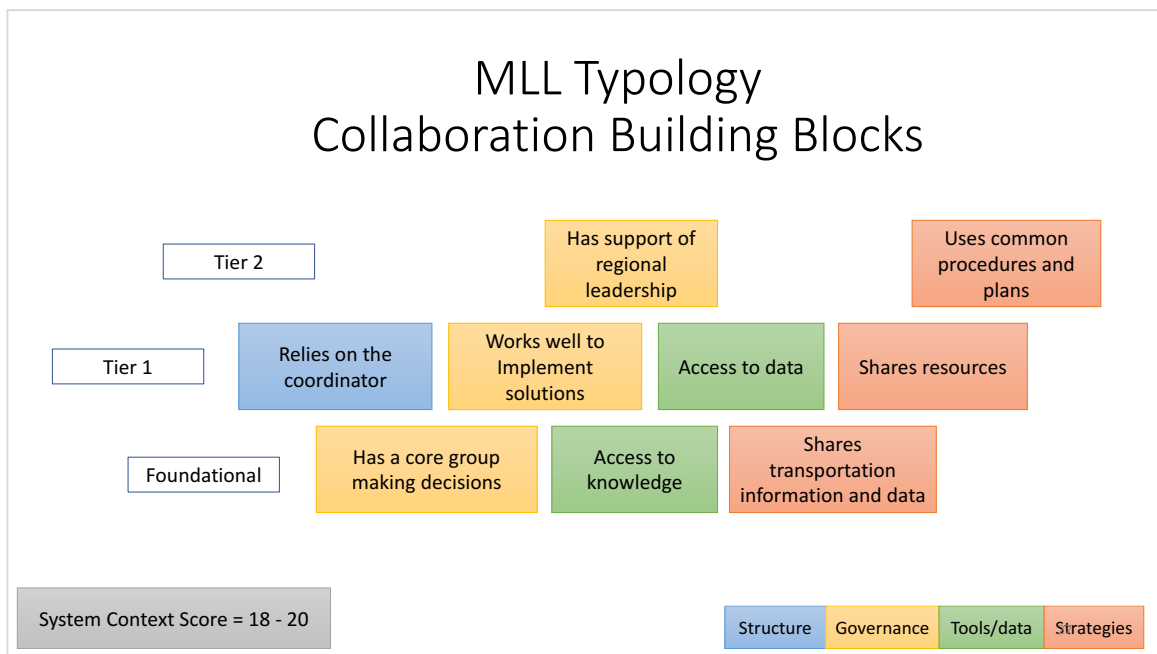 MLL Typology
Collaboration Building Blocks
Tier 2
Has support of
regional
leadership
Uses common
procedures and
plans
Tier 1
Relies on the
coordinator
Works well to
Implement
solutions
Access to data
Shares resources
Foundational
Has a core group
making decisions
Access to
knowledge
Shares
transportation
information and data
System Context Score = 18 - 20
Structure
Governance
Tools/data
Strategies